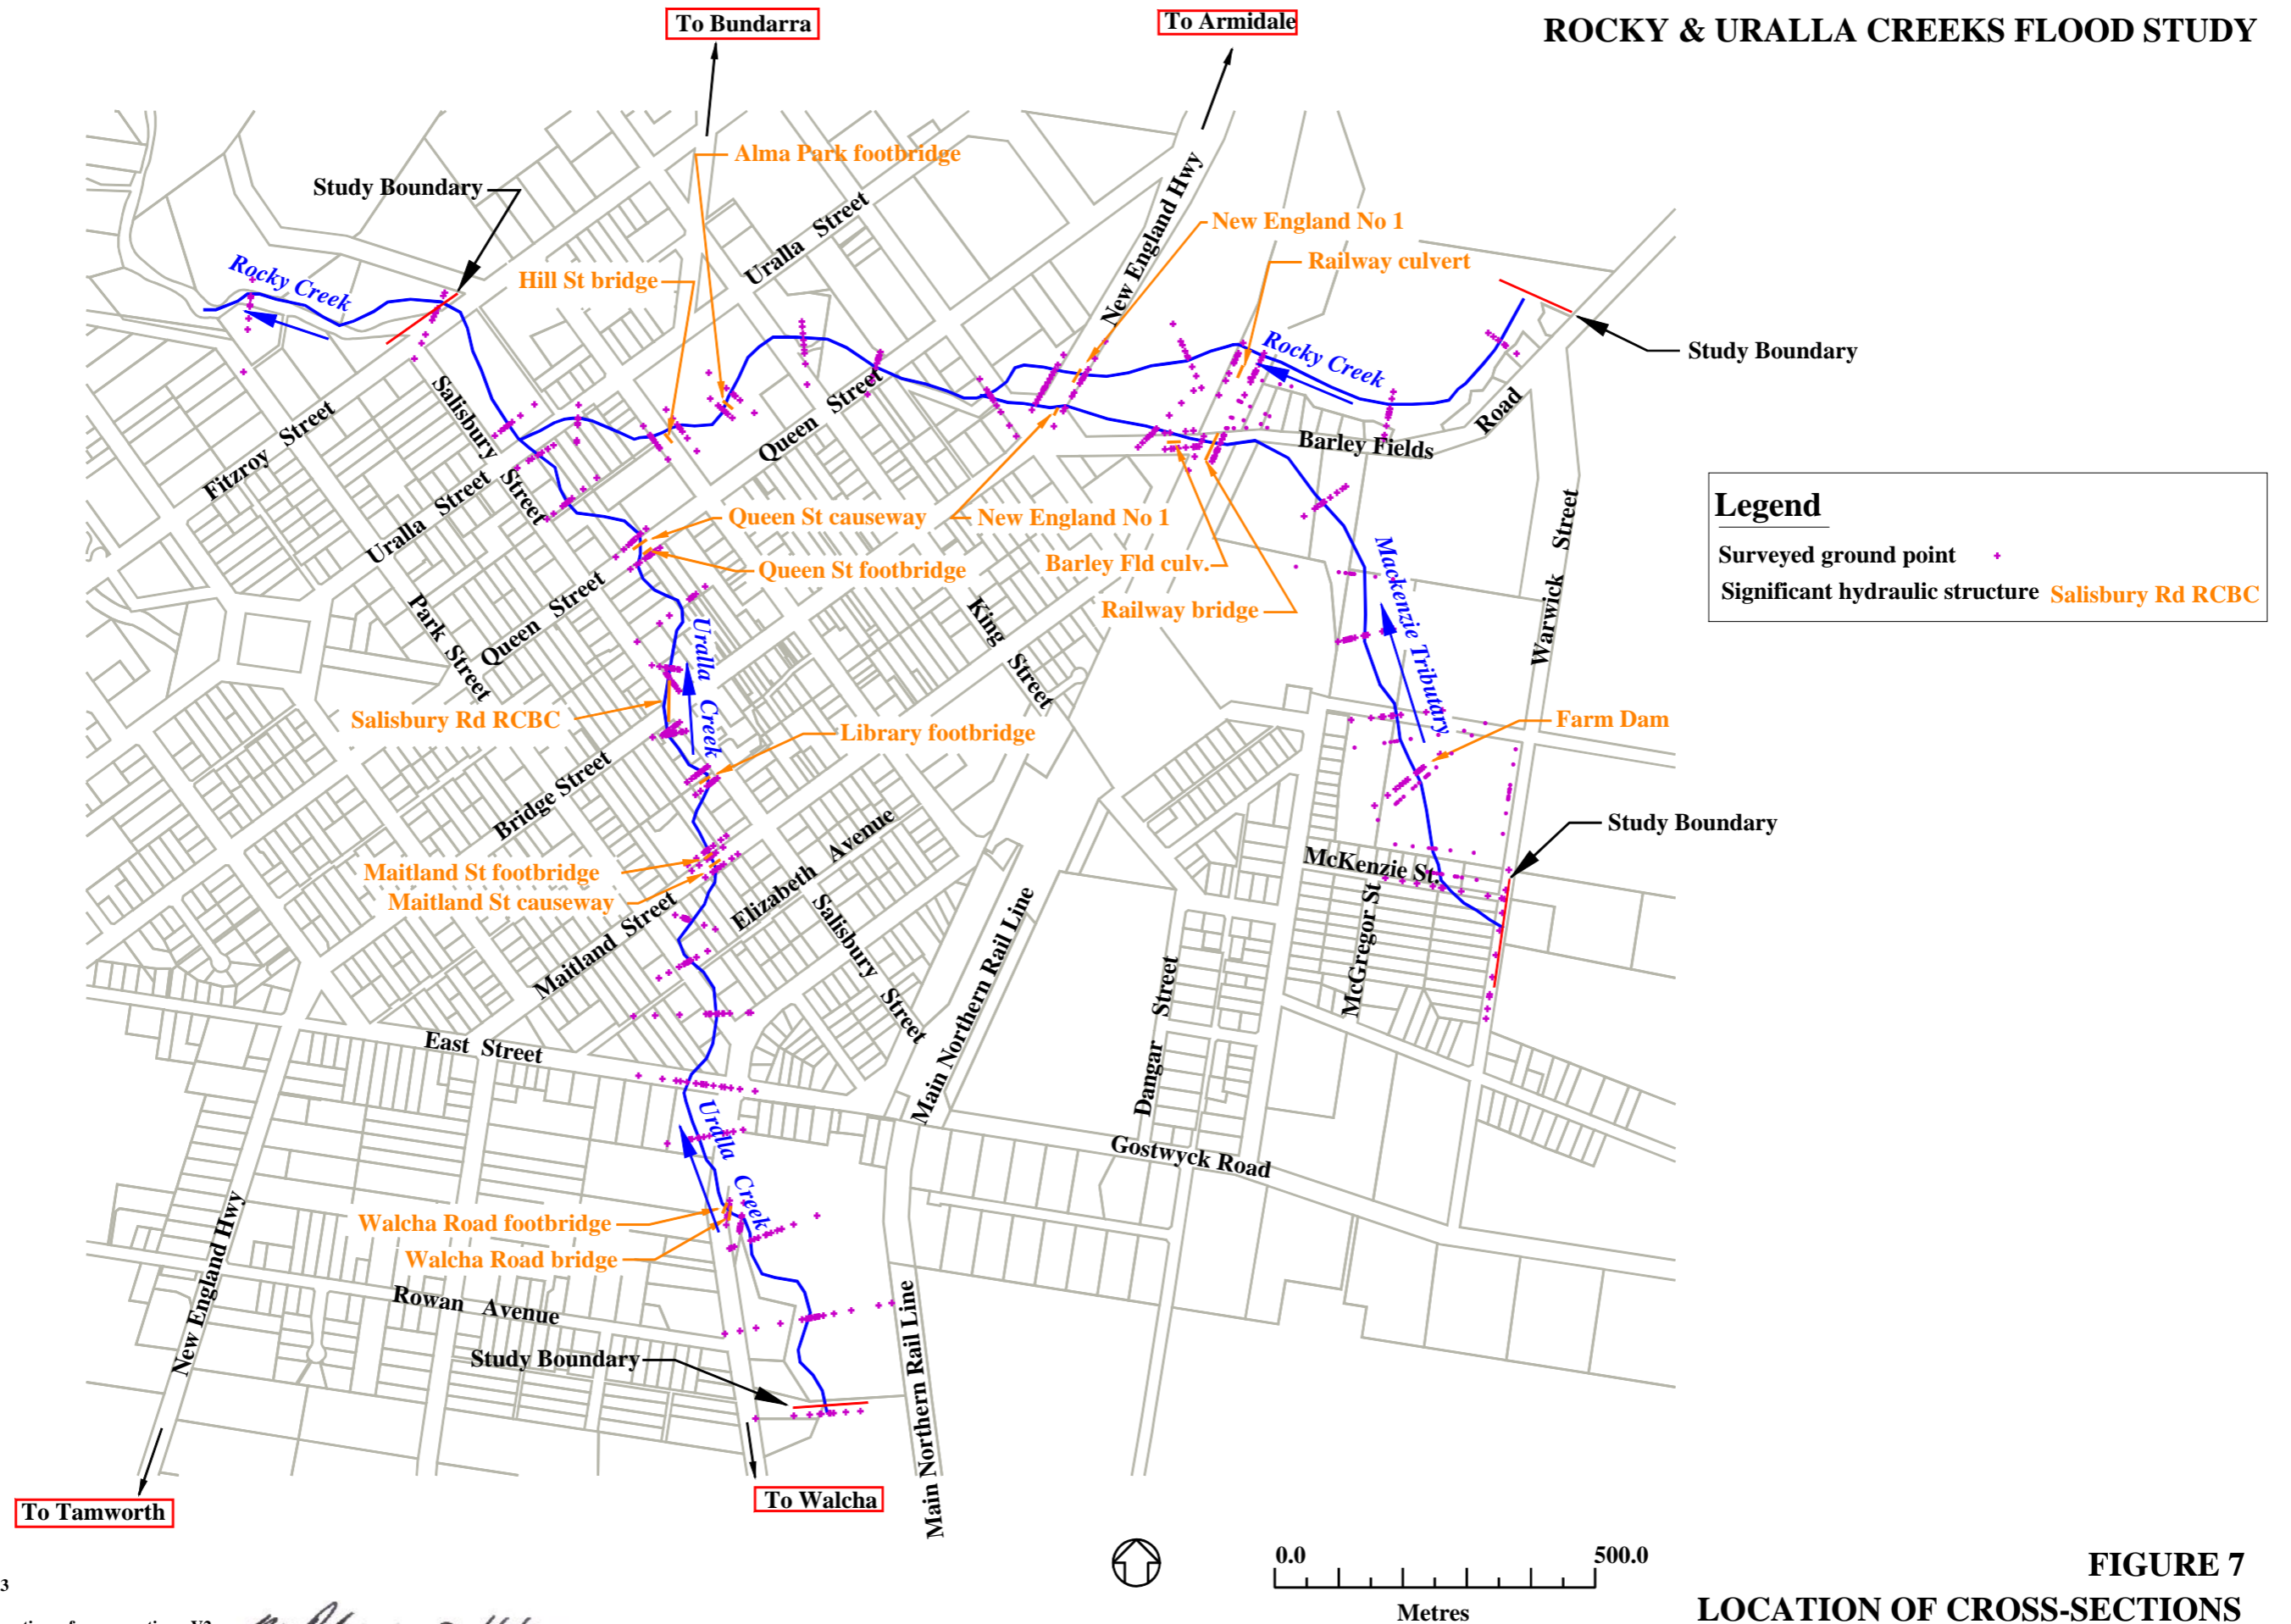 To Bundarra
To Armidale
ROCKY & URALLA CREEKS FLOOD STUDY
Alma Park footbridge
Study Boundary
Uralla Street
New England Hwy
New England No 1
Rocky Creek
Hill St bridge
Railway culvert
Rocky Creek
Study Boundary
Salisbury Street
Queen Street
Road
Barley Fields
Fitzroy Street
Uralla Street
Queen St causeway
New England No 1
Legend
Surveyed ground point
Significant hydraulic structure Salisbury Rd RCBC
Queen St footbridge
Barley Fld culv.
Mackenzie Tributary
Warwick Street
Railway bridge
Park Street
Queen Street
King Street
Uralla Creek
Salisbury Rd RCBC
Library footbridge
Farm Dam
Bridge Street
Study Boundary
Maitland St footbridge
Maitland St causeway
Elizabeth Avenue
McKenzie St.
McGregor St
Maitland Street
Salisbury Street
Main Northern Rail Line
Dangar Street
East Street
Uralla Creek
Gostwyck Road
Walcha Road footbridge
Walcha Road bridge
New England Hwy
Rowan Avenue
Study Boundary
Main Northern Rail Line
To Tamworth
To Walcha
0.0
500.0
Metres
FIGURE 7
LOCATION OF CROSS-SECTIONS
3